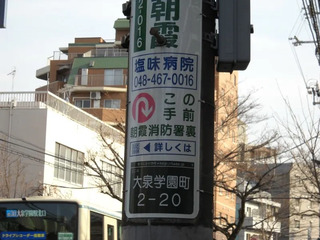 2016
朝霞
塩味病院
048-467-0016
この
手前
朝霞消防署裏
◀詳しくは
大泉学園町
2-20